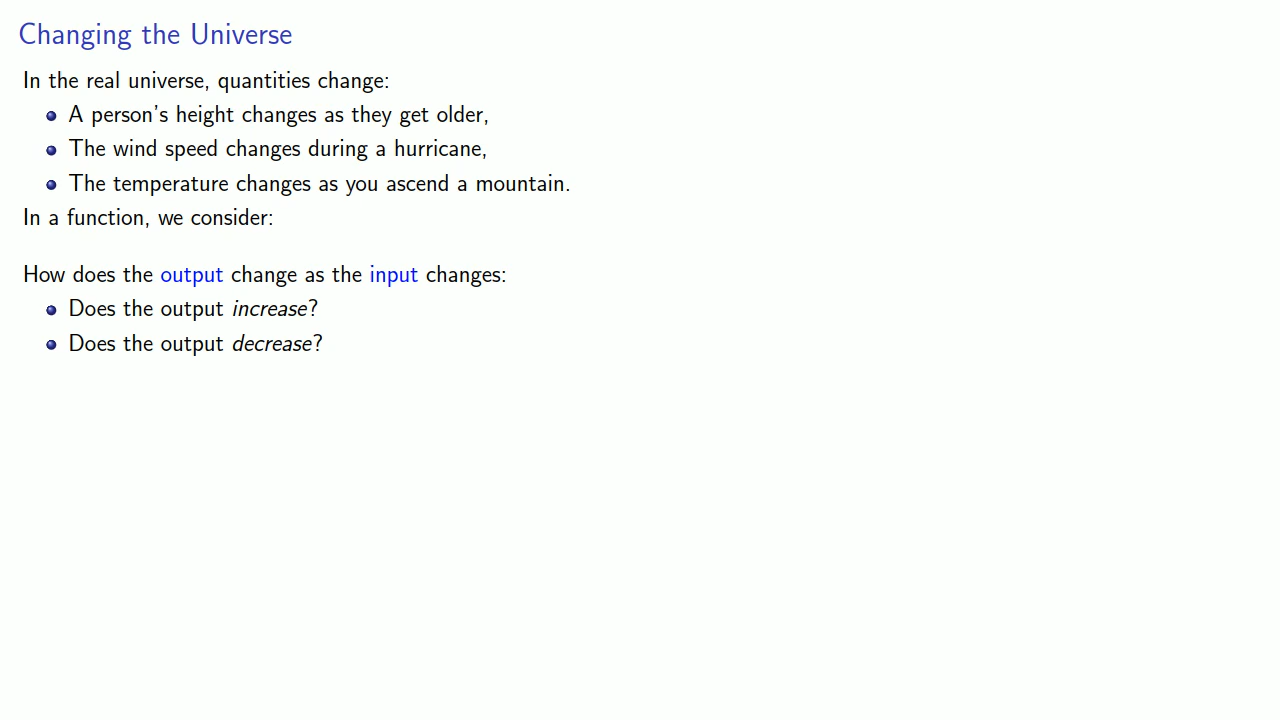 Changing the Universe
In the real universe, quantities change:
A person's height changes as they get older,
The wind speed changes during a hurricane,
The temperature changes as you ascend a mountain.
In a function, we consider:
How does the output change as the input changes:
Does the output increase?
Does the output decrease?